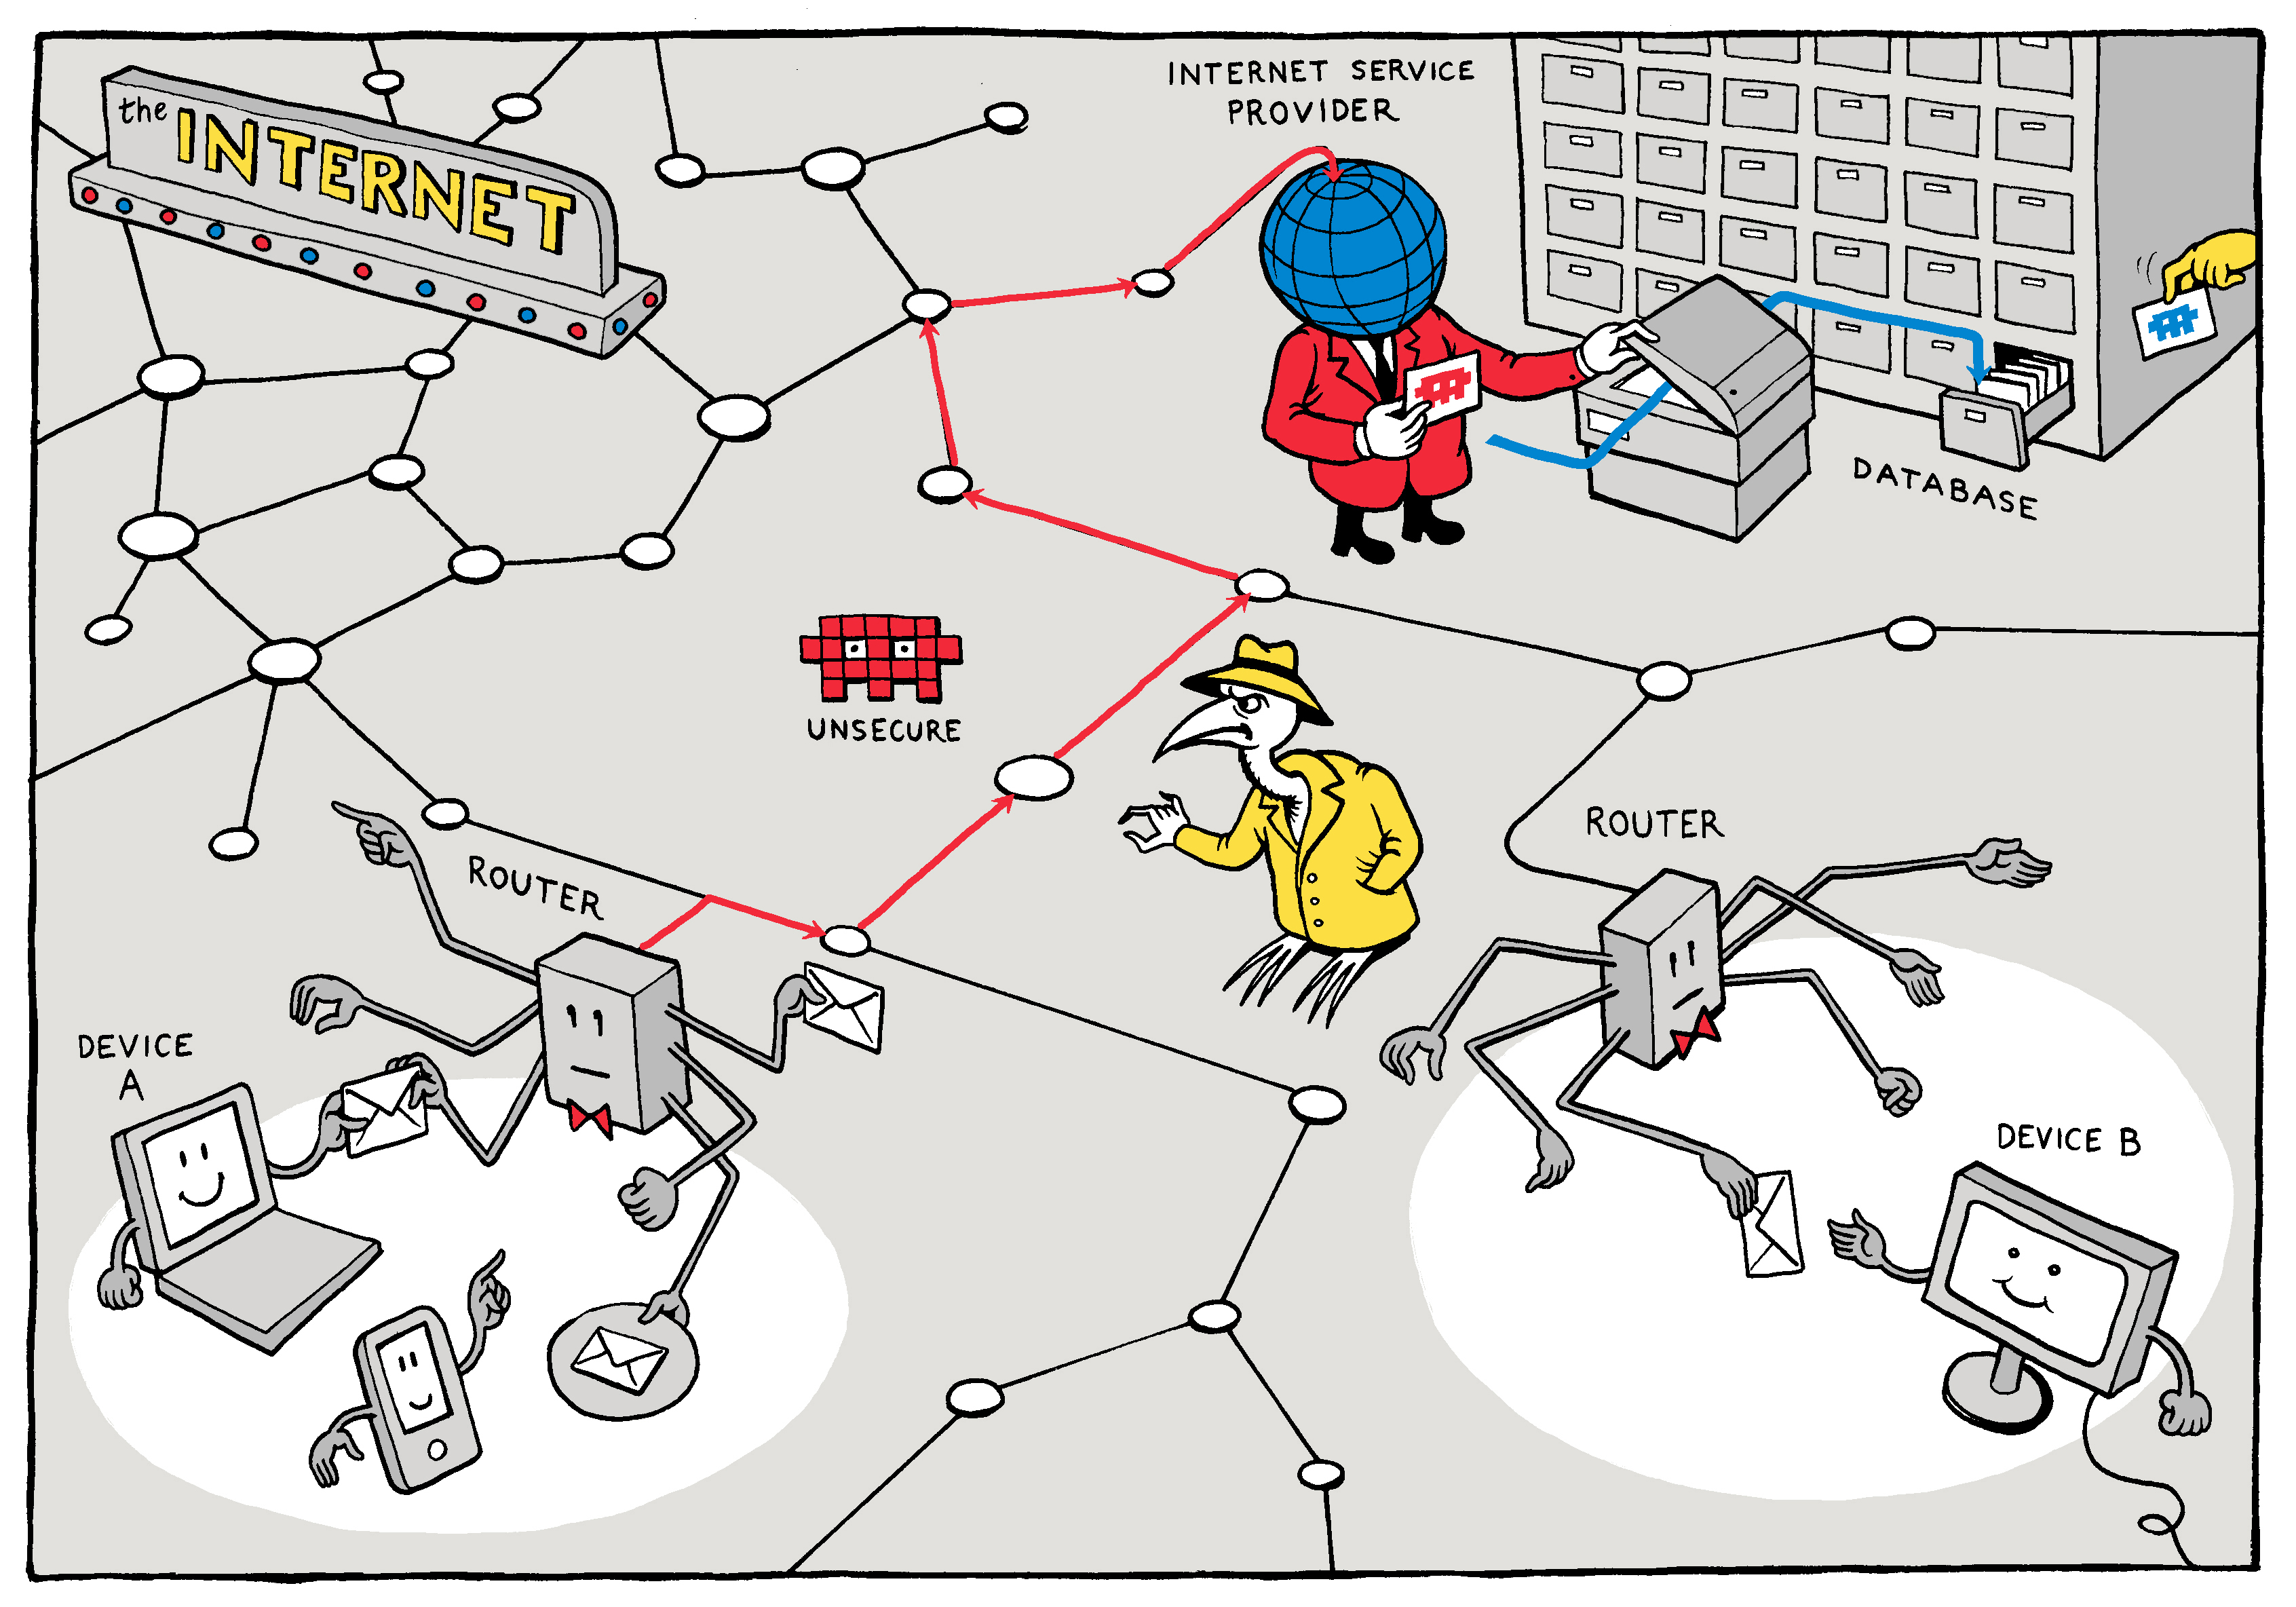 the INTERNET
INTERNET SERVICE
PROVIDER
DATABASE
UNSECURE
ROUTER
ROUTER
DEVICE
A
DEVICE B